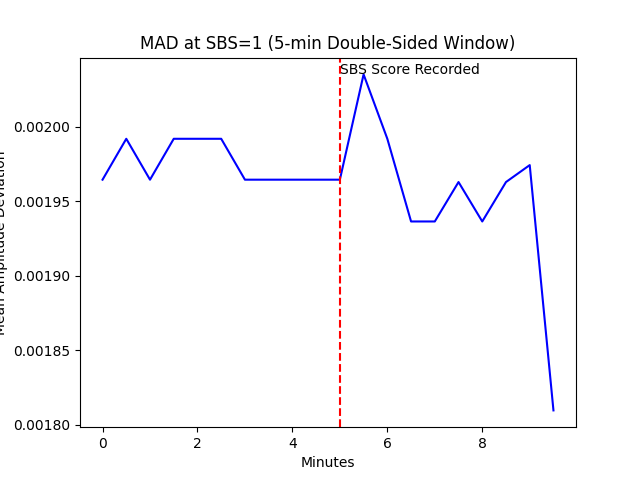 MAD at SBS=1 (5-min Double-Sided Window)
SBS Score Recorded
0.00200
0.00195
0.00190
0.00185
0.00180
Mean Amplitude Deviation
0 2 4 6 8
Minutes